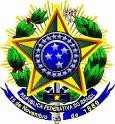 REPÚBLICA FEDERATIVA DO BRASIL
15 de Novembro de 1889